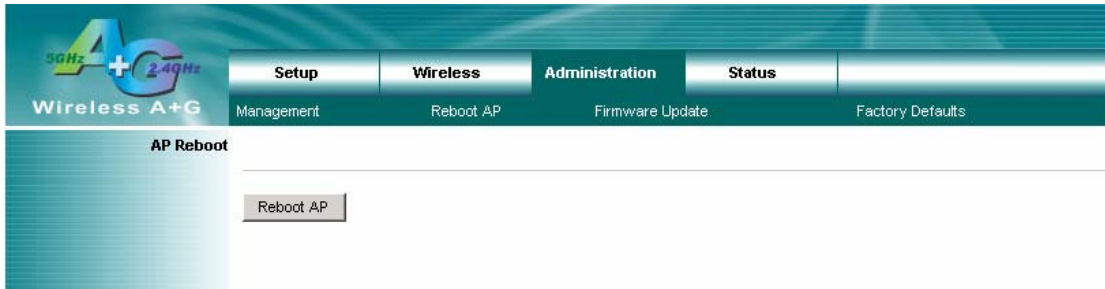 5GHz A+G 2.4GHz
Wireless A+G
Setup Wireless Administration Status
Management Reboot AP Firmware Update Factory Defaults
AP Reboot
Reboot AP